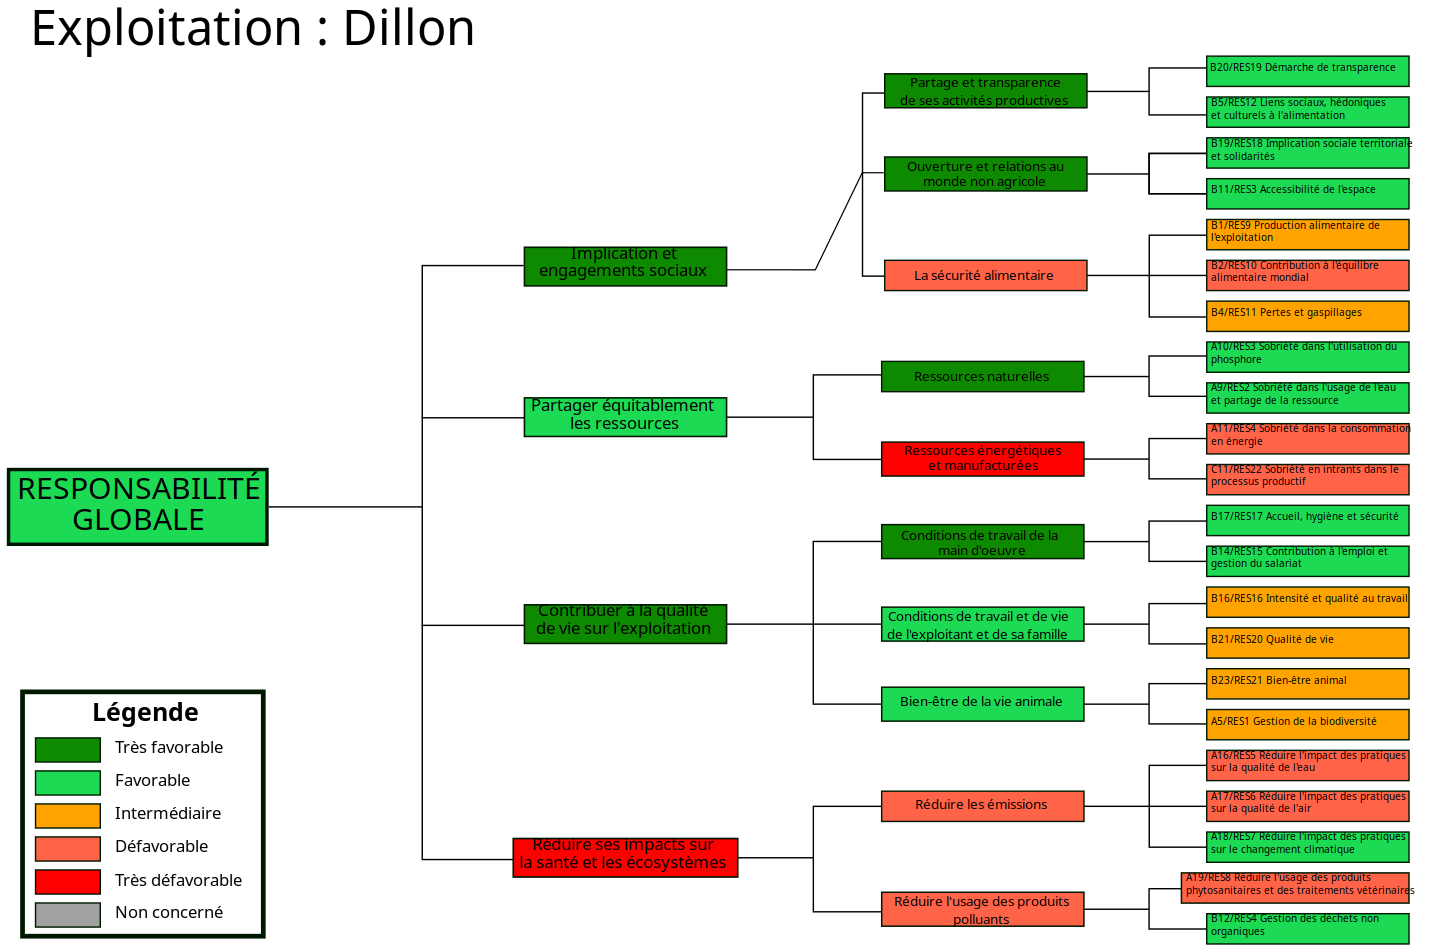 Exploitation : Dillon
RESPONSABILITÉ
GLOBALE
Implication et
engagements sociaux
Partager équitablement
les ressources
Contribuer à la qualité
de vie sur l'exploitation
Réduire ses impacts sur
la santé et les écosystèmes
Partage et transparence
de ses activités productives
Ouverture et relations au
monde non agricole
La sécurité alimentaire
Ressources naturelles
Ressources énergétiques
et manufacturées
Conditions de travail de la
main d'oeuvre
Conditions de travail et de vie
de l'exploitant et de sa famille
Bien-être de la vie animale
Réduire les émissions
Réduire l'usage des produits
polluants
B20/RES19 Démarche de transparence
B5/RES12 Liens sociaux, hédoniques
et culturels à l'alimentation
B19/RES18 Implication sociale territoriale
et solidarités
B11/RES3 Accessibilité de l'espace
B1/RES9 Production alimentaire de
l'exploitation
B2/RES10 Contribution à l'équilibre
alimentaire mondial
B4/RES11 Pertes et gaspillages
A10/RES3 Sobriété dans l'utilisation du
phosphore
A9/RES2 Sobriété dans l'usage de l'eau
et partage de la ressource
A11/RES4 Sobriété dans la consommation
en énergie
C11/RES22 Sobriété en intrants dans le
processus productif
B17/RES17 Accueil, hygiène et sécurité
B14/RES15 Contribution à l'emploi et
gestion du salariat
B16/RES16 Intensité et qualité au travail
B21/RES20 Qualité de vie
B23/RES21 Bien-être animal
A5/RES1 Gestion de la biodiversité
A16/RES5 Réduire l'impact des pratiques
sur la qualité de l'eau
A17/RES6 Réduire l'impact des pratiques
sur la qualité de l'air
A18/RES7 Réduire l'impact des pratiques
sur le changement climatique
A19/RES8 Réduire l'usage des produits
phytosanitaires et des traitements vétérinaires
B12/RES4 Gestion des déchets non
organiques
Légende
Très favorable
Favorable
Intermédiaire
Défavorable
Très défavorable
Non concerné